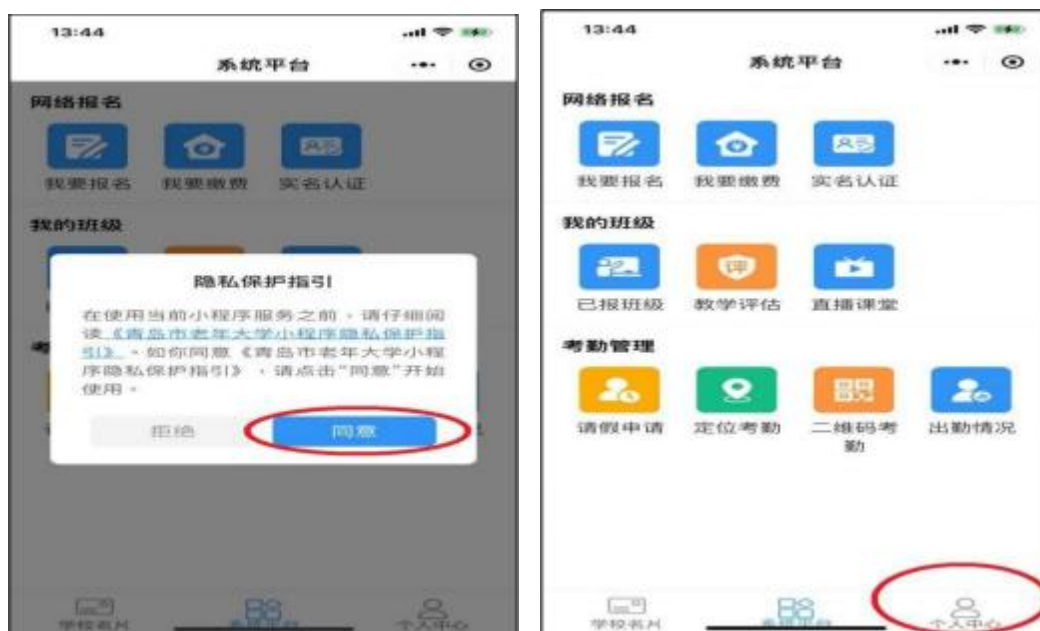 13:44
系统平台
网络报名
我要报名 我要缴费 实名认证
我的班级
隐私保护指引
在使用当前小程序服务之前，请仔细阅
读《青岛市老年大学小程序隐私保护指
引》。如你同意《青岛市老年大学小程
序隐私保护指引》，请点击“同意”开始
使用。
拒绝 同意
学校名片 系统平台 个人中心
13:44
系统平台
网络报名
我要报名 我要缴费 实名认证
我的班级
评
已报班级 教学评估 直播课堂
考勤管理
请假申请 定位考勤 二维码考 出勤情况
勤
学校名片 系统平台 个人中心